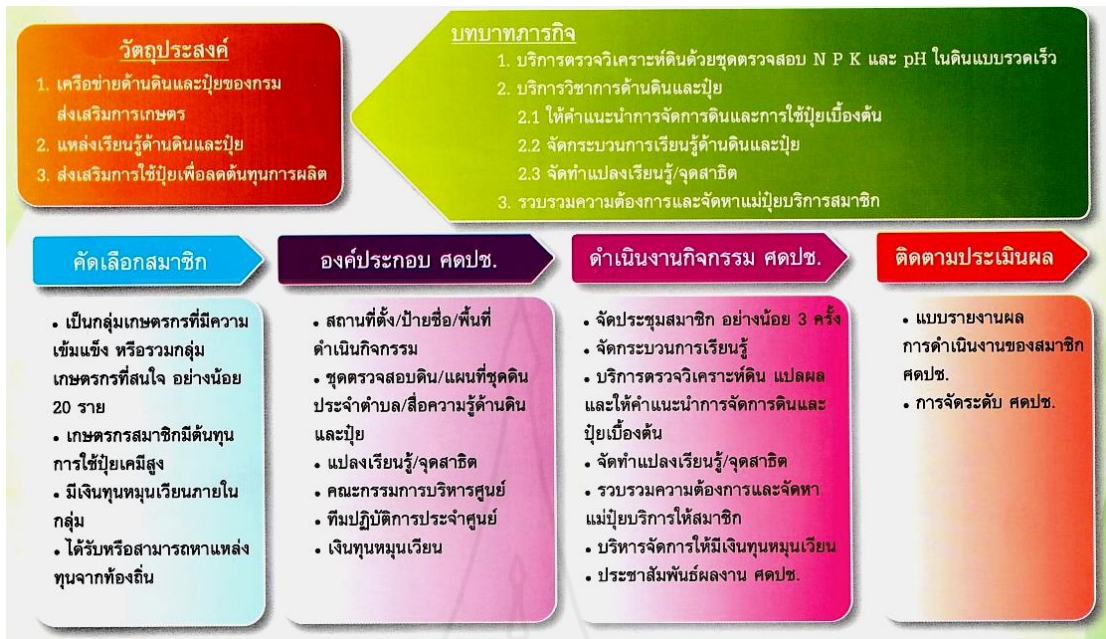 วัตถุประสงค์
1. เครือข่ายด้านดินและปุ๋ยของกรม
ส่งเสริมการเกษตร
2. แหล่งเรียนรู้ด้านดินและปุ๋ย
3. ส่งเสริมการใช้ปุ๋ยเพื่อลดต้นทุนการผลิต
บทบาทภารกิจ
1. บริการตรวจวิเคราะห์ดินด้วยชุดตรวจสอบ N P K และ pH ในดินแบบรวดเร็ว
2. บริการวิชาการด้านดินและปุ๋ย
2.1 ให้คำแนะนำการจัดการดินและการใช้ปุ๋ยเบื้องต้น
2.2 จัดกระบวนการเรียนรู้ด้านดินและปุ๋ย
2.3 จัดทำแปลงเรียนรู้/จุดสาธิต
3. รวบรวมความต้องการและจัดหาแม่ปุ๋ยบริการสมาชิก
คัดเลือกสมาชิก
• เป็นกลุ่มเกษตรกรที่มีความ
เข้มแข็ง หรือรวมกลุ่ม
เกษตรกรที่สนใจ อย่างน้อย
20 ราย
• เกษตรกรสมาชิกมีต้นทุน
การใช้ปุ๋ยเคมีสูง
• มีเงินทุนหมุนเวียนภายใน
กลุ่ม
• ได้รับหรือสามารถหาแหล่ง
ทุนจากท้องถิ่น
องค์ประกอบ ศดปช.
• สถานที่ตั้ง/ป้ายชื่อ/พื้นที่
ดำเนินกิจกรรม
• ชุดตรวจสอบดิน/แผนที่ชุดดิน
ประจำตำบล/สื่อความรู้ด้านดิน
และปุ๋ย
• แปลงเรียนรู้/จุดสาธิต
• คณะกรรมการบริหารศูนย์
• ทีมปฏิบัติการประจำศูนย์
• เงินทุนหมุนเวียน
ดำเนินงานกิจกรรม ศดปช.
• จัดประชุมสมาชิก อย่างน้อย 3 ครั้ง
• จัดกระบวนการเรียนรู้
• บริการตรวจวิเคราะห์ดิน แปลผล
และให้คำแนะนำการจัดการดินและ
ปุ๋ยเบื้องต้น
• จัดทำแปลงเรียนรู้/จุดสาธิต
• รวบรวมความต้องการและจัดหา
แม่ปุ๋ยบริการให้สมาชิก
• บริหารจัดการให้มีเงินทุนหมุนเวียน
• ประชาสัมพันธ์ผลงาน ศดปช.
ติดตามประเมินผล
• แบบรายงานผล
การดำเนินงานของสมาชิก
ศดปช.
• การจัดระดับ ศดปช.